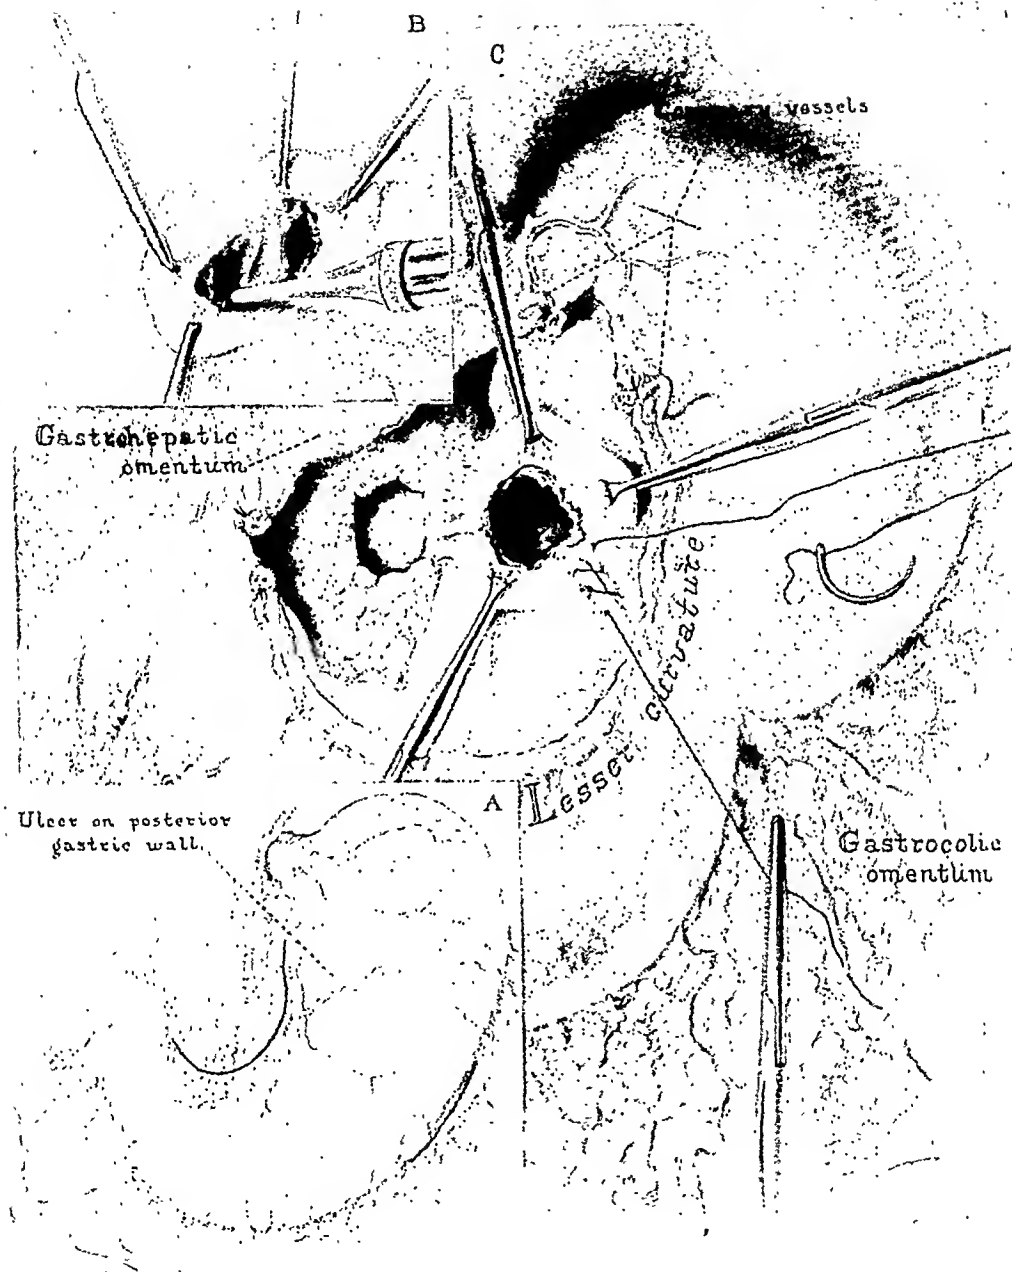 B
C
vessels
Gastrohepatic
omentum
Lesser curvature
A
Ulcer on posterior
gastric wall
Gastrocolic
omentum